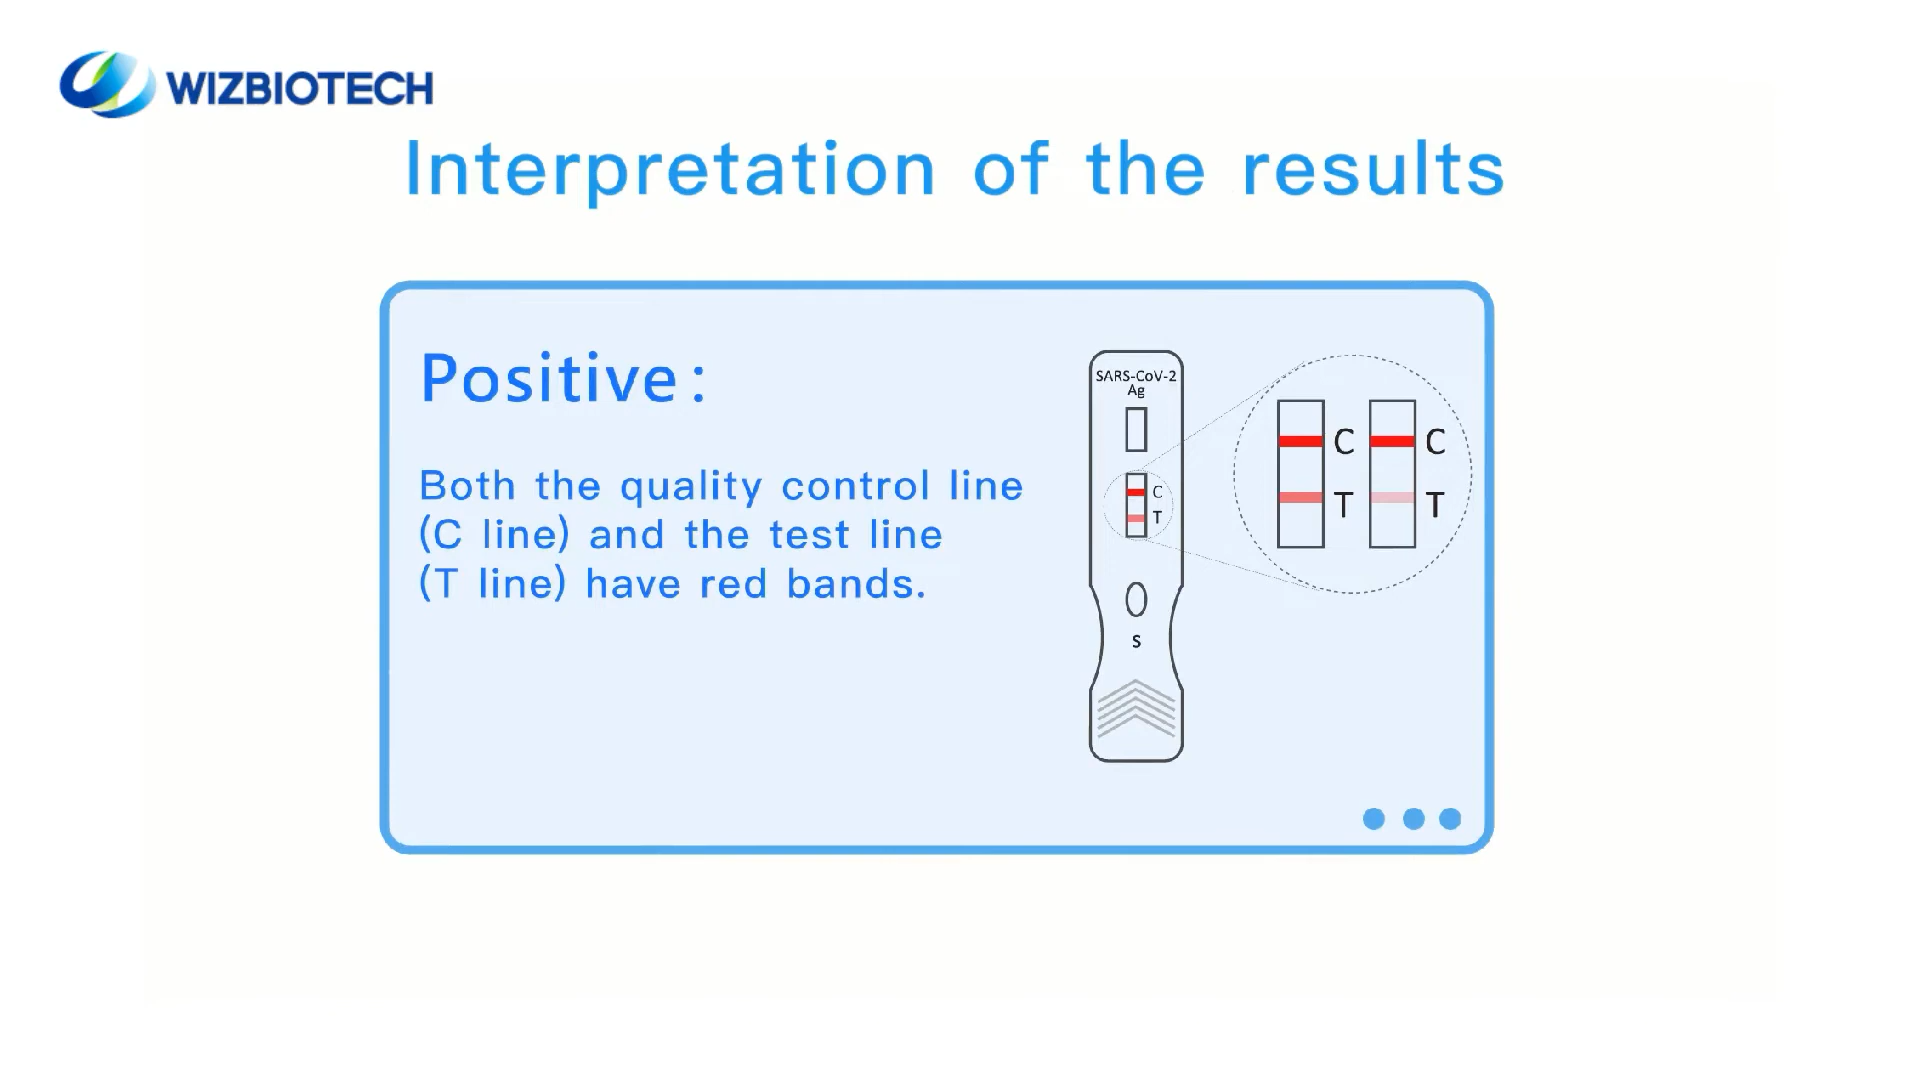 WIZBIOTECH
Interpretation of the results
Positive:
Both the quality control line
(C line) and the test line
(T line) have red bands.
SARS-CoV-2
Ag
C
T
S
C
T
C
T